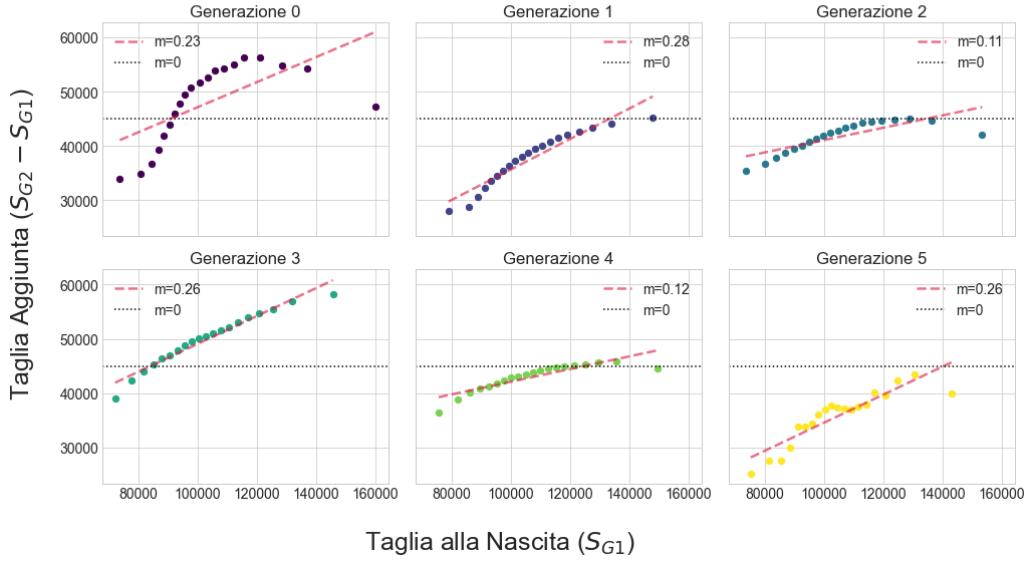 Generazione 0
Generazione 1
Generazione 2
m=0.23
m=0
m=0.28
m=0
m=0.11
m=0
60000
50000
40000
30000
Generazione 3
Generazione 4
Generazione 5
m=0.26
m=0
m=0.12
m=0
m=0.26
m=0
60000
50000
40000
30000
80000 100000 120000 140000 160000
80000 100000 120000 140000 160000
80000 100000 120000 140000 160000
Taglia Aggiunta (S_{G2} − S_{G1})
Taglia alla Nascita (S_{G1})